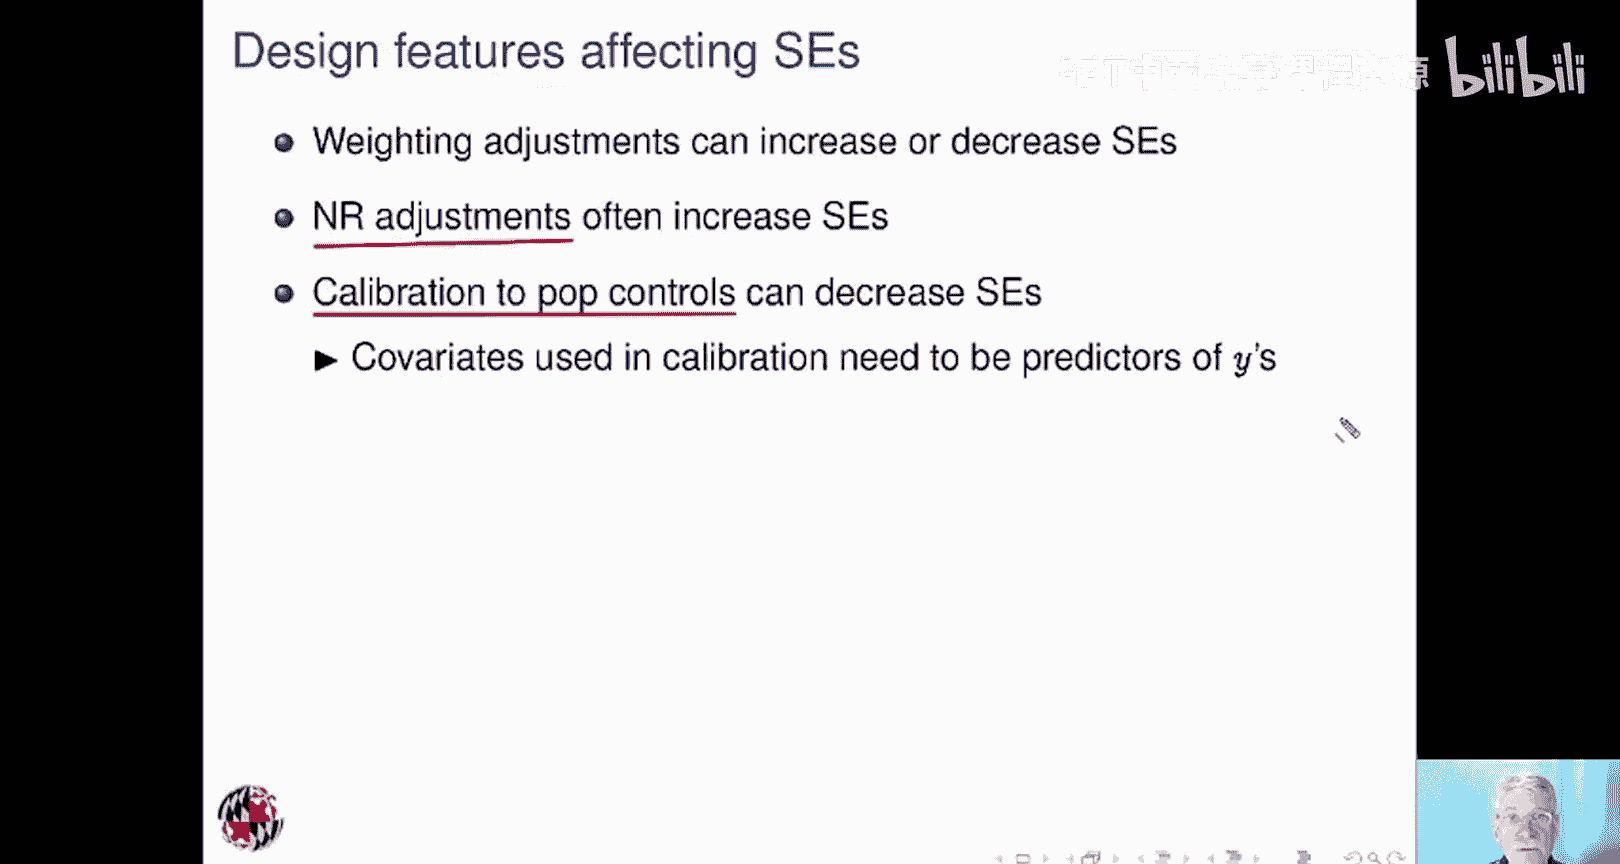 Design features affecting SEs
bilibili
Weighting adjustments can increase or decrease SEs
NR adjustments often increase SEs
Calibration to pop controls can decrease SEs
Covariates used in calibration need to be predictors of y's